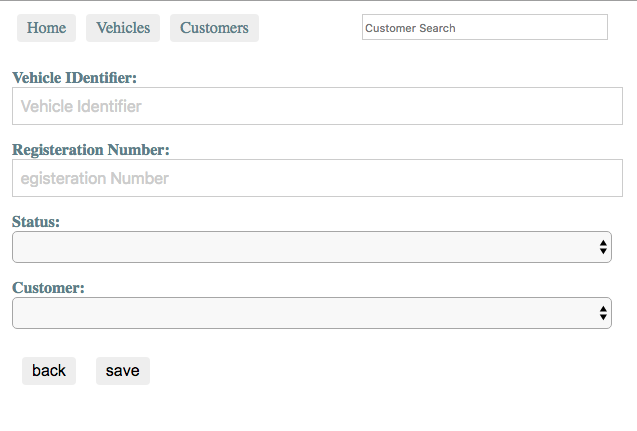 Home Vehicles Customers Customer Search
Vehicle IDentifier:
Vehicle Identifier
Registeration Number:
egisteration Number
Status:
Customer:
back save